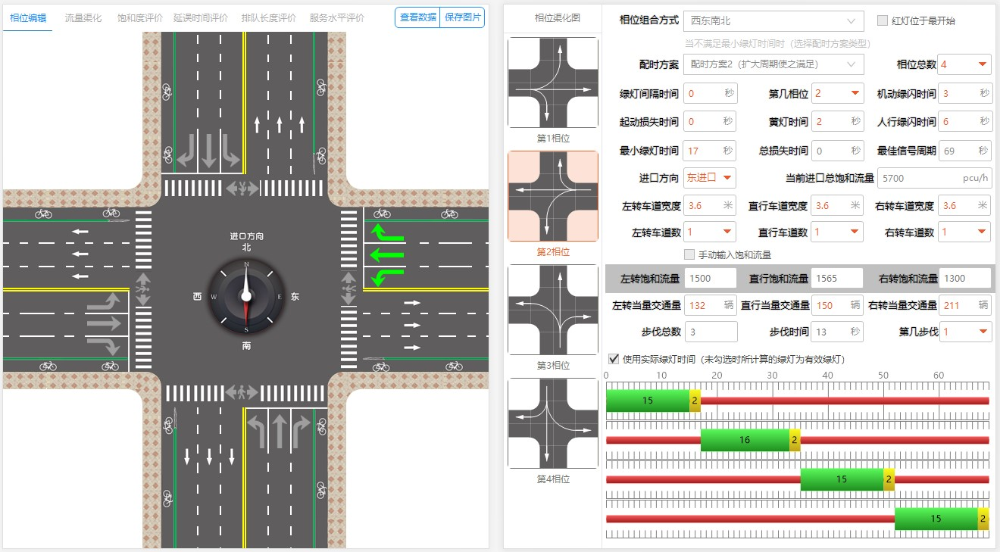 相位编辑 流量渠化 饱和度评价 延误时间评价 排队长度评价 服务水平评价 查看数据 保存图片
进口方向
北
N
西 W E 东
S
南
相位渠化图
第1相位
第2相位
第3相位
第4相位
相位组合方式 西东南北 红灯位于最开始
当不满足最小绿灯时间时（选择配时方案类型）
配时方案 配时方案2（扩大周期使之满足） 相位总数 4
绿灯间隔时间 0 秒 第几相位 2 机动绿闪时间 3 秒
起动损失时间 0 秒 黄灯时间 2 秒 人行绿闪时间 6 秒
最小绿灯时间 17 秒 总损失时间 0 秒 最佳信号周期 69 秒
进口方向 东进口 当前进口总饱和流量 5700 pcu/h
左转车道宽度 3.6 米 直行车道宽度 3.6 米 右转车道宽度 3.6 米
左转车道数 1 直行车道数 1 右转车道数 1
手动输入饱和流量
左转饱和流量 1500 直行饱和流量 1565 右转饱和流量 1300
左转当量交通量 132 辆 直行当量交通量 150 辆 右转当量交通量 211 辆
步伐总数 3 步伐时间 13 秒 第几步伐 1
使用实际绿灯时间（未勾选时所计算的绿灯为有效绿灯）
0 10 20 30 40 50 60
15 2
16 2
15 2
15 2